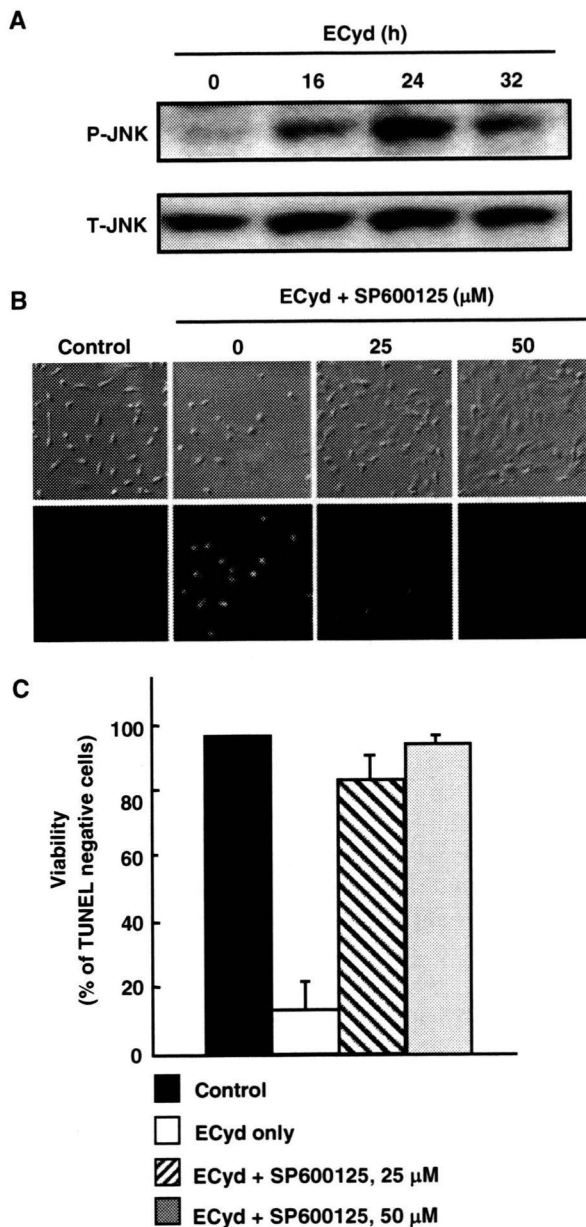 A
ECyd (h)
0 16 24 32
P-JNK
T-JNK
B
ECyd + SP600125 (μM)
Control 0 25 50
C
Viability
(% of TUNEL negative cells)
100
80
60
40
20
0
Control
ECyd only
ECyd + SP600125, 25 μM
ECyd + SP600125, 50 μM